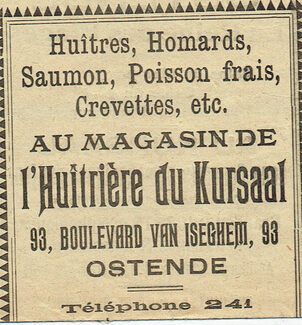 Huîtres, Homards,
Saumon, Poisson frais,
Crevettes, etc.
AU MAGASIN DE
l'Huîtrière du Kursaal
93, BOULEVARD VAN ISEGHEM, 93
OSTENDE
Téléphone 241